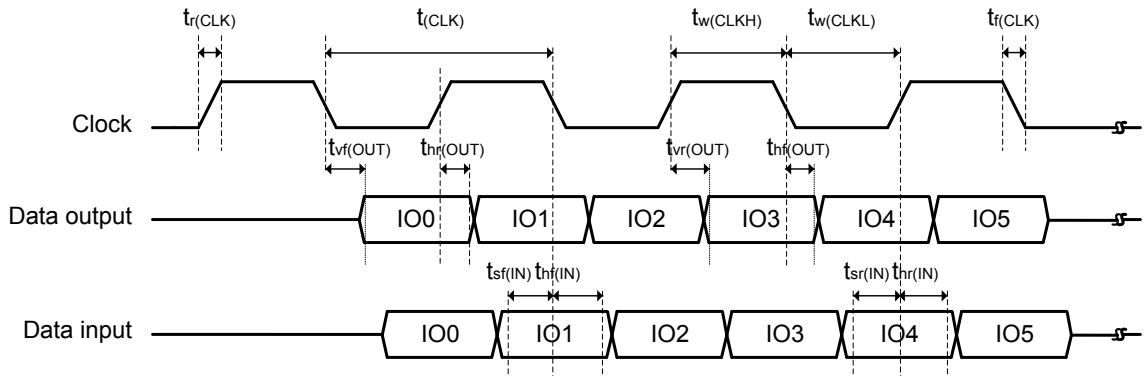 tr(CLK) t(CLK) tw(CLKH) tw(CLKL) tf(CLK)
Clock
tvf(OUT) thr(OUT) tvr(OUT) thf(OUT)
Data output IO0 IO1 IO2 IO3 IO4 IO5
tsf(IN) thf(IN) tsr(IN) thr(IN)
Data input IO0 IO1 IO2 IO3 IO4 IO5